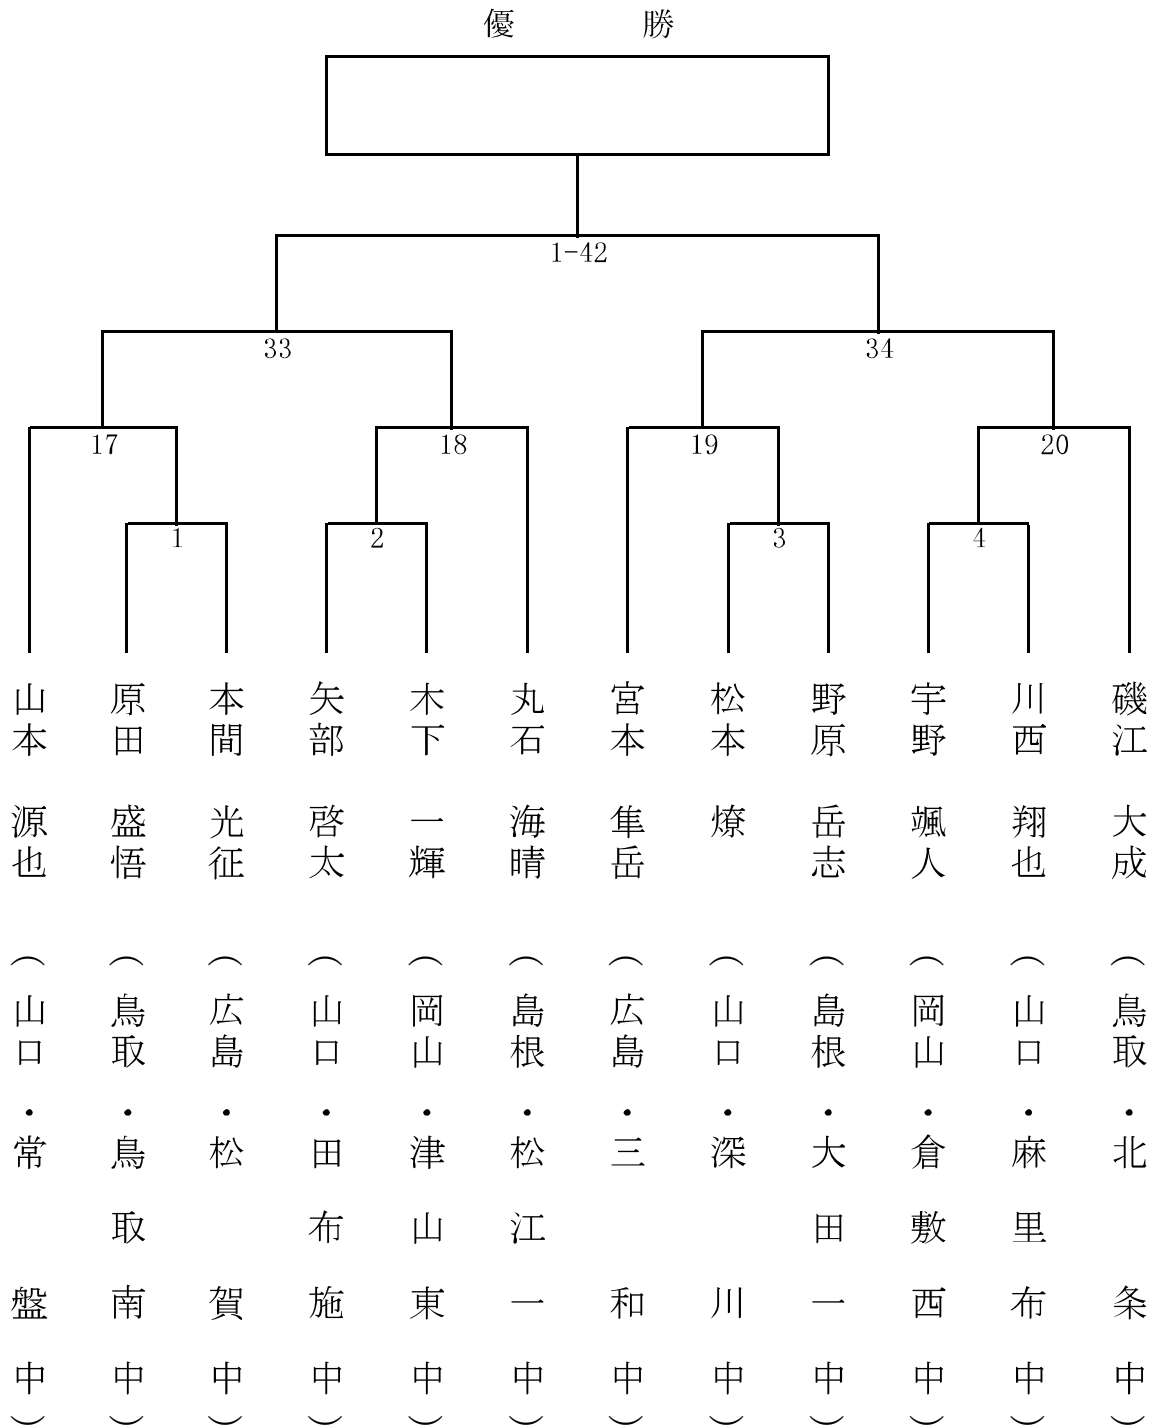 優　勝
1-42
33
34
17
18
19
20
1
2
3
4
山本　源也（山口・常盤中）
原田　盛悟（鳥取・鳥取南中）
本間　光征（広島・松賀中）
矢部　啓太（山口・田布施中）
木下　一輝（岡山・津山東中）
丸石　海晴（島根・松江一中）
宮本　隼岳（広島・三和中）
松本　燎（山口・深川中）
野原　岳志（島根・大田一中）
宇野　颯人（岡山・倉敷西中）
川西　翔也（山口・麻里布中）
磯江　大成（鳥取・北条中）